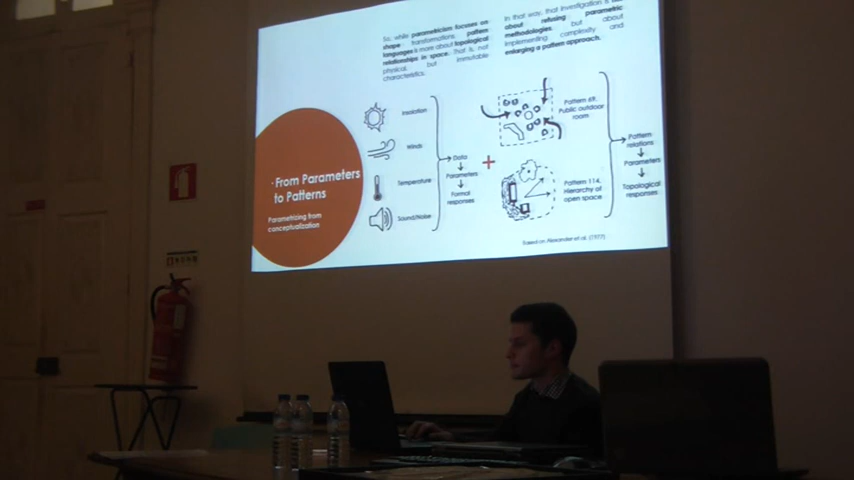 · From Parameters
to Patterns
Parametricizing from
conceptualization
So, while parametricism focuses on
shape transformations, pattern
languages is more about topological
relationships in space. That is not
physical, but immutable
characteristics.
In that way, that investigation is
about refusing parametric
methodologies, but about
implementing complexity and
enlarging a pattern approach.
Insolation
Winds
Temperature
Sound/Noise
Data
Parameters
Formal
responses
+
Pattern 69.
Public outdoor
room
Pattern 114.
Hierarchy of
open space
Pattern
relations
Parameters
Topological
responses
Based on Alexander et al. (1977)